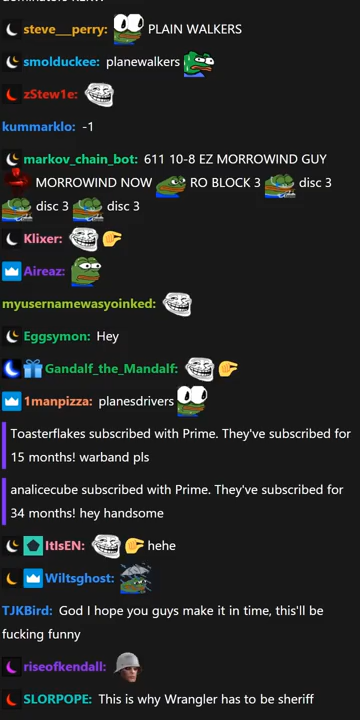 steve__perry: PLAIN WALKERS
smolduckee: planewalkers
zStew1e:
kummarklo: -1
markov_chain_bot: 611 10-8 EZ MORROWIND GUY
MORROWIND NOW RO BLOCK 3 disc 3
disc 3 disc 3
Klixer:
Aireaz:
myusernamewasyoinked:
Eggsymon: Hey
Gandalf_the_Mandalf:
1manpizza: planesdrivers
Toasterflakes subscribed with Prime. They've subscribed for
15 months! warband pls
analicecube subscribed with Prime. They've subscribed for
34 months! hey handsome
ItIsEN: hehe
Wiltsghost:
TJKBird: God I hope you guys make it in time, this'll be
fucking funny
riseofkendall:
SLORPOPE: This is why Wrangler has to be sheriff